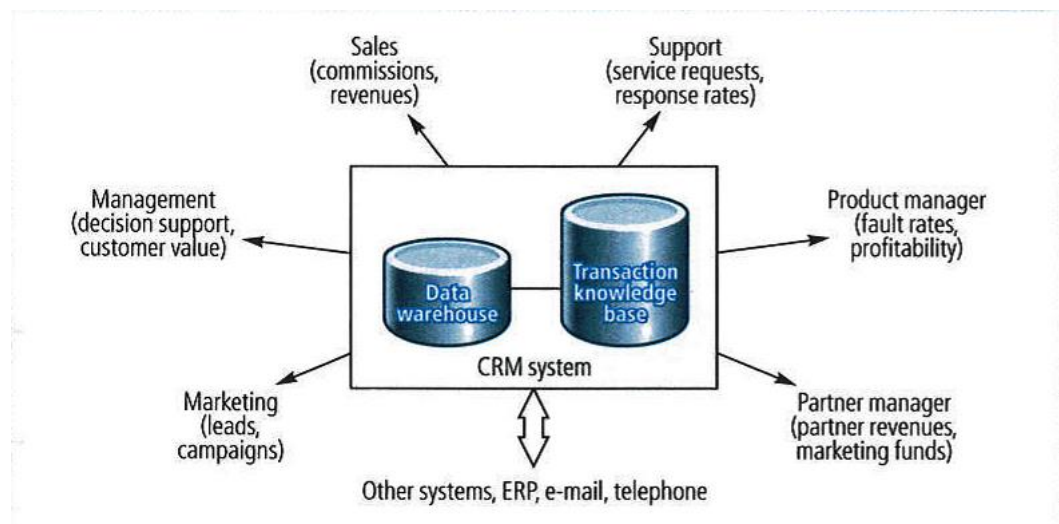 Sales
(commissions,
revenues)
Support
(service requests,
response rates)
Management
(decision support,
customer value)
Product manager
(fault rates,
profitability)
Data
warehouse
Transaction
knowledge
base
CRM system
Marketing
(leads,
campaigns)
Partner manager
(partner revenues,
marketing funds)
Other systems, ERP, e-mail, telephone